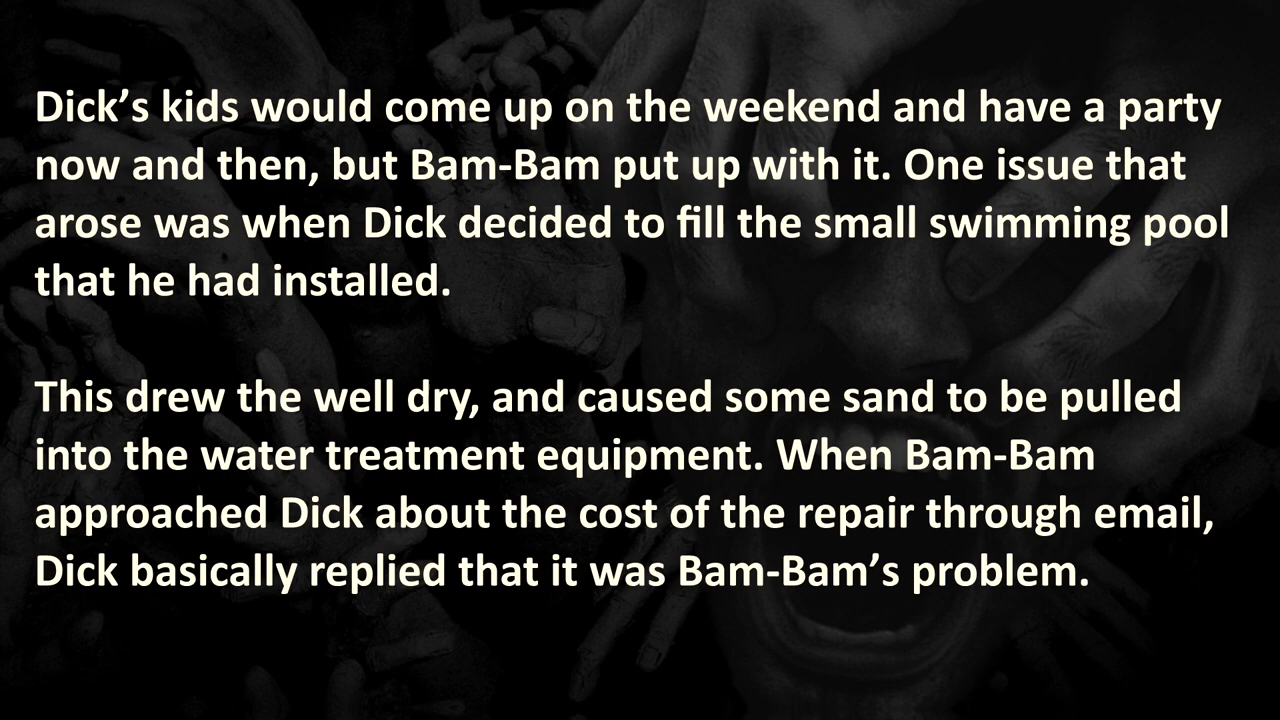 Dick’s kids would come up on the weekend and have a party
now and then, but Bam-Bam put up with it. One issue that
arose was when Dick decided to fill the small swimming pool
that he had installed.
This drew the well dry, and caused some sand to be pulled
into the water treatment equipment. When Bam-Bam
approached Dick about the cost of the repair through email,
Dick basically replied that it was Bam-Bam’s problem.